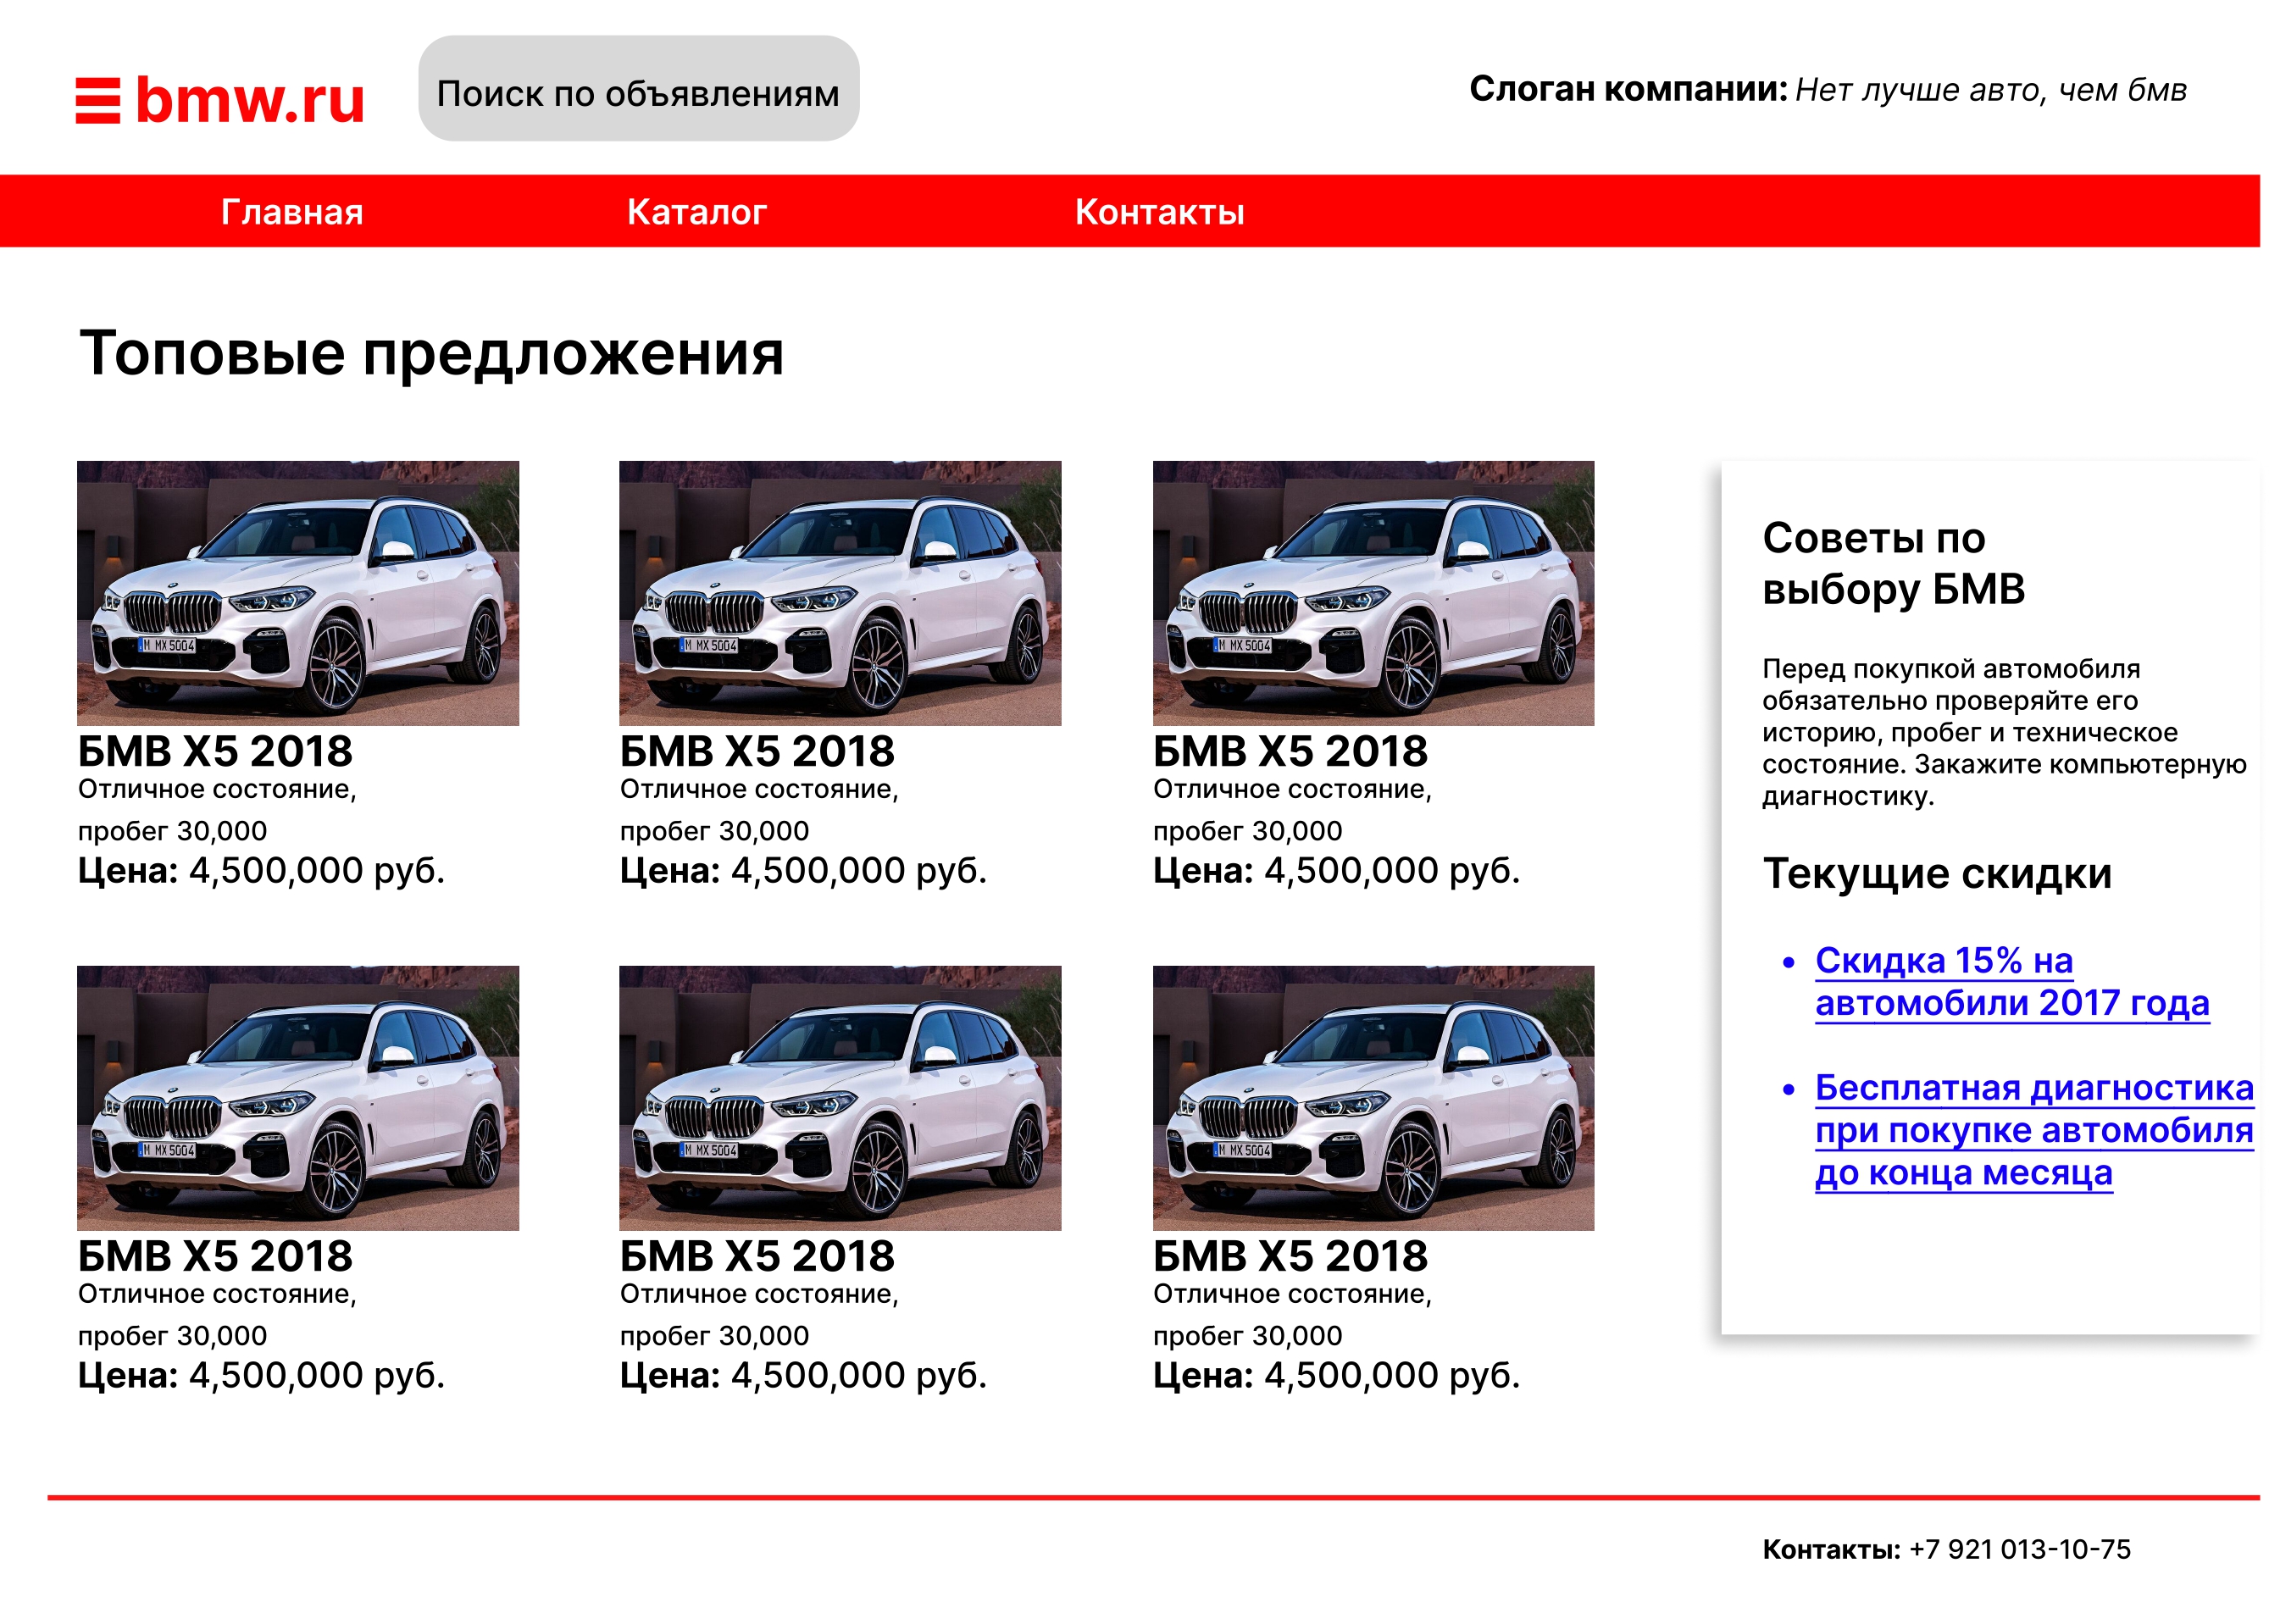 bmw.ru
Поиск по объявлениям
Слоган компании: Нет лучше авто, чем бмв
Главная
Каталог
Контакты
Топовые предложения
M MX 5004
БМВ X5 2018
Отличное состояние,
пробег 30,000
Цена: 4,500,000 руб.
M MX 5004
БМВ X5 2018
Отличное состояние,
пробег 30,000
Цена: 4,500,000 руб.
M MX 5004
БМВ X5 2018
Отличное состояние,
пробег 30,000
Цена: 4,500,000 руб.
M MX 5004
БМВ X5 2018
Отличное состояние,
пробег 30,000
Цена: 4,500,000 руб.
M MX 5004
БМВ X5 2018
Отличное состояние,
пробег 30,000
Цена: 4,500,000 руб.
M MX 5004
БМВ X5 2018
Отличное состояние,
пробег 30,000
Цена: 4,500,000 руб.
Советы по
выбору БМВ
Перед покупкой автомобиля
обязательно проверяйте его
историю, пробег и техническое
состояние. Закажите компьютерную
диагностику.
Текущие скидки
• Скидка 15% на
автомобили 2017 года
• Бесплатная диагностика
при покупке автомобиля
до конца месяца
Контакты: +7 921 013-10-75